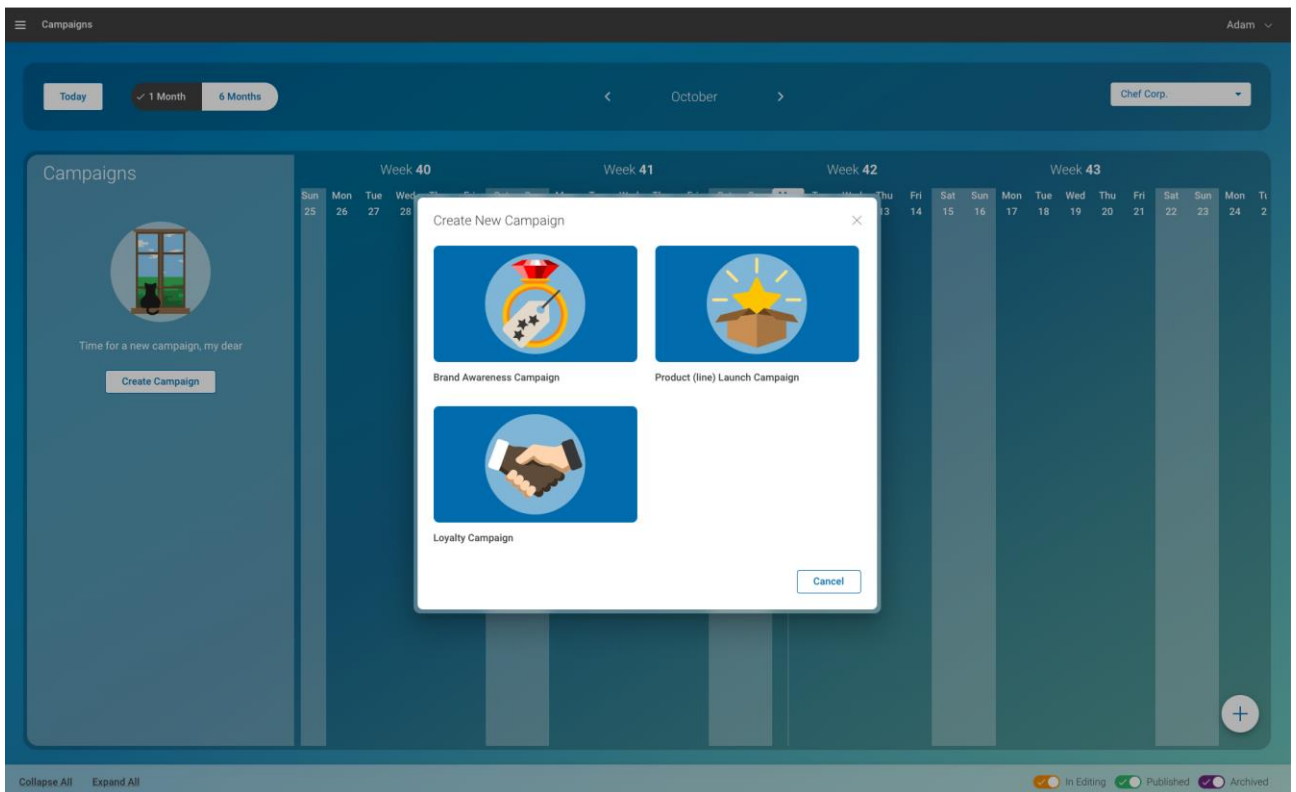 Campaigns
Adam
Today
1 Month
6 Months
October
Chef Corp.
Campaigns
Week 40
Week 41
Week 42
Week 43
Sun Mon Tue Wed Thu Fri Sat Sun Mon Tue Wed Thu Fri Sat Sun Mon
25 26 27 28 13 14 15 16 17 18 19 20 21 22 23 24
Create New Campaign
Time for a new campaign, my dear
Create Campaign
Brand Awareness Campaign
Product (line) Launch Campaign
Loyalty Campaign
Cancel
Collapse All
Expand All
In Editing
Published
Archived